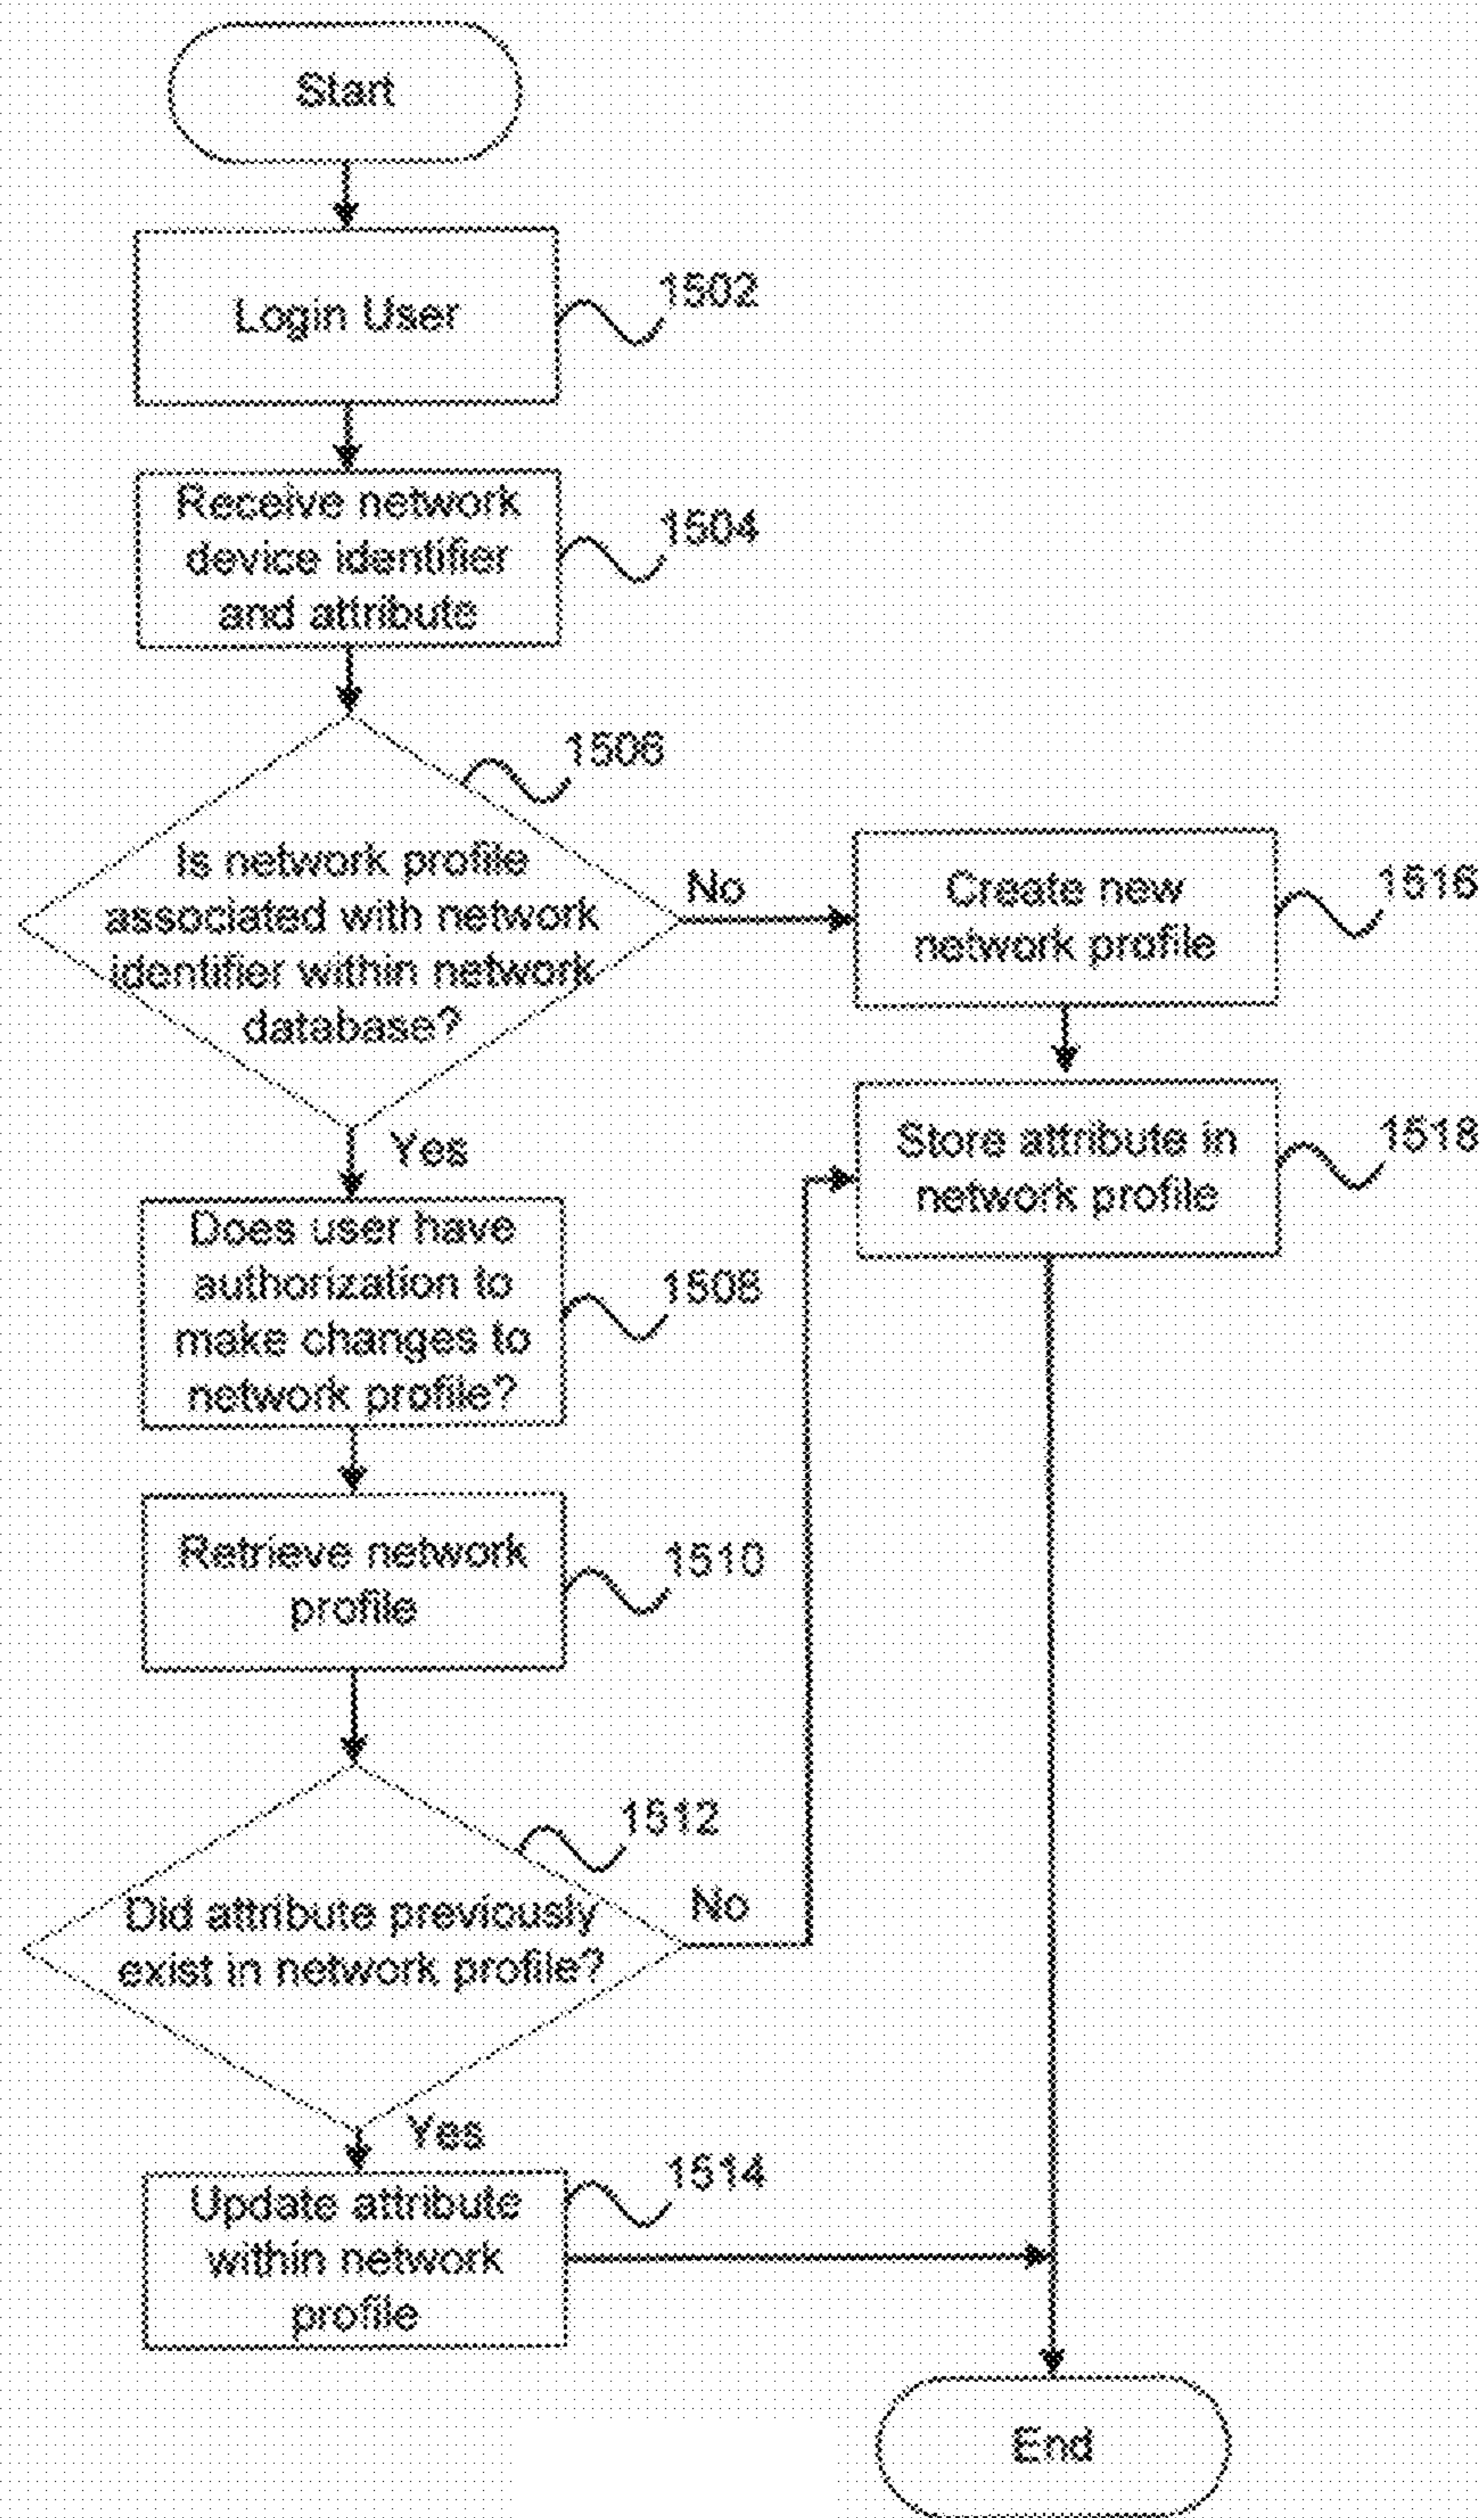 Start
Login User
1502
Receive network
device identifier
and attribute
1504
1506
Is network profile
associated with network
identifier within network
database?
No
Create new
network profile
1516
Yes
Store attribute in
network profile
1518
Does user have
authorization to
make changes to
network profile?
1508
Retrieve network
profile
1510
1512
Did attribute previously
exist in network profile?
No
Yes
1514
Update attribute
within network
profile
End